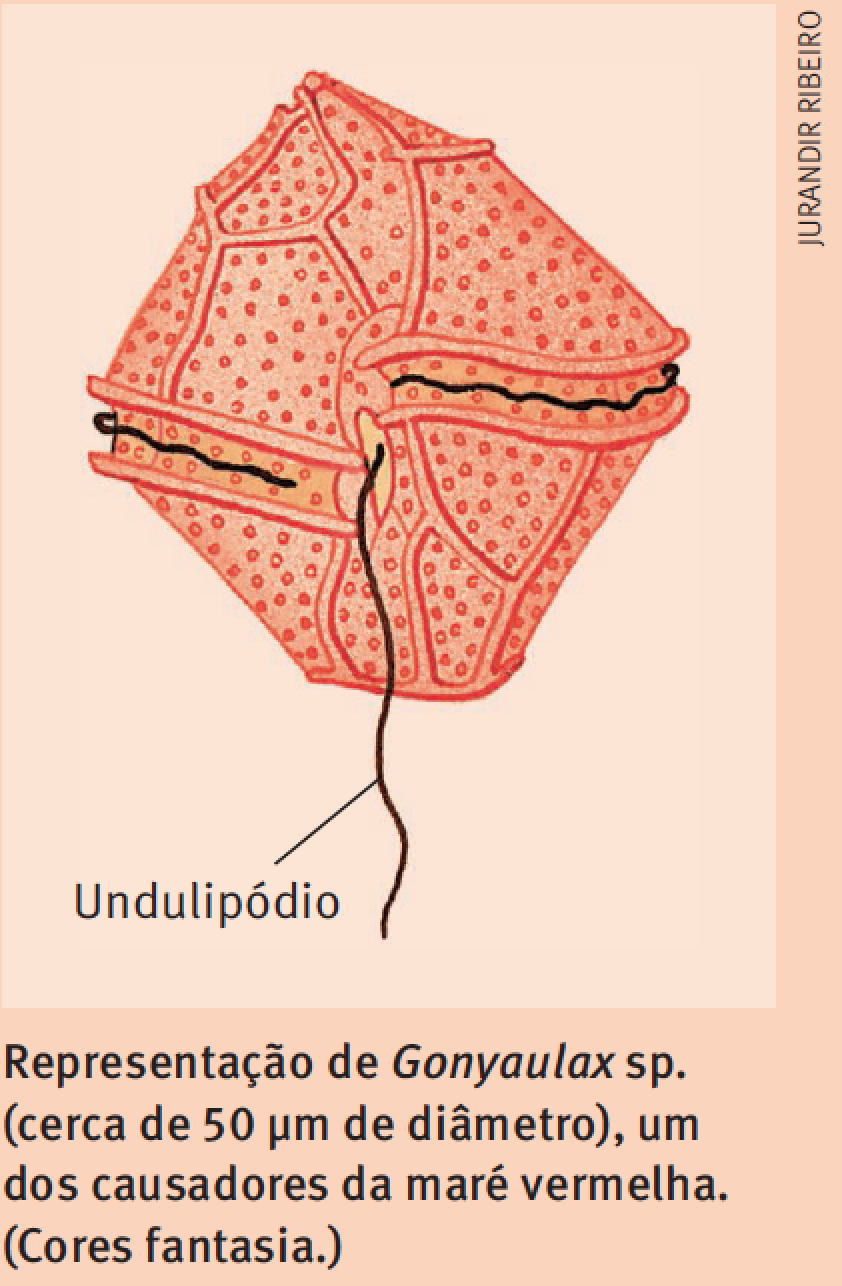 JURANDIR RIBEIRO
Undulipódio
Representação de Gonyaulax sp.
(cerca de 50 µm de diâmetro), um
dos causadores da maré vermelha.
(Cores fantasia.)